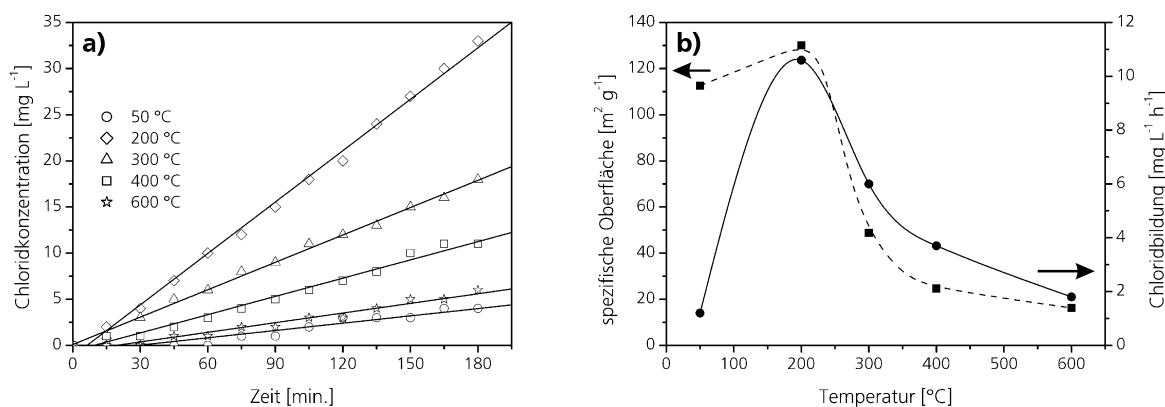 a)
Chloridkonzentration [mg L⁻¹]
35
30
25
20
15
10
5
0
50 °C
200 °C
300 °C
400 °C
600 °C
0 30 60 90 120 150 180
Zeit [min.]
b)
spezifische Oberfläche [m² g⁻¹]
140
120
100
80
60
40
20
0
0 100 200 300 400 500 600
Temperatur [°C]
12
10
8
6
4
2
0
Chloridbildung [mg L⁻¹ h⁻¹]